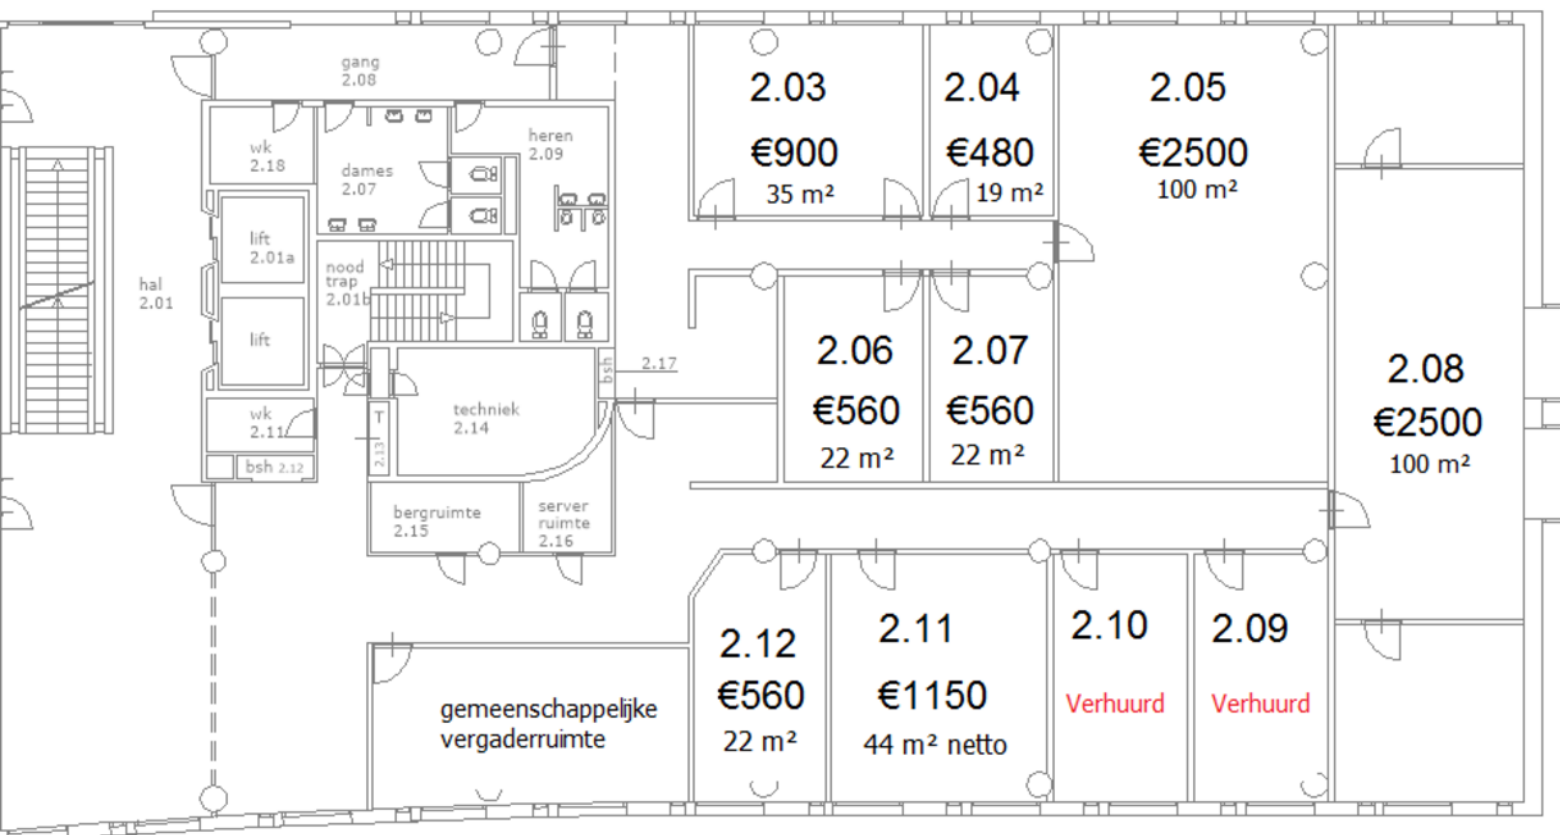 gang
2.08
wk
2.18
dames
2.07
heren
2.09
lift
2.01a
nood
trap
2.01b
hal
2.01
lift
wk
2.11
bsh 2.12
T
2.13
techniek
2.14
bsh
2.17
bergruimte
2.15
server
ruimte
2.16
2.03
€900
35 m²
2.04
€480
19 m²
2.05
€2500
100 m²
2.06
€560
22 m²
2.07
€560
22 m²
2.08
€2500
100 m²
2.12
€560
22 m²
2.11
€1150
44 m² netto
2.10
Verhuurd
2.09
Verhuurd
gemeenschappelijke
vergaderruimte